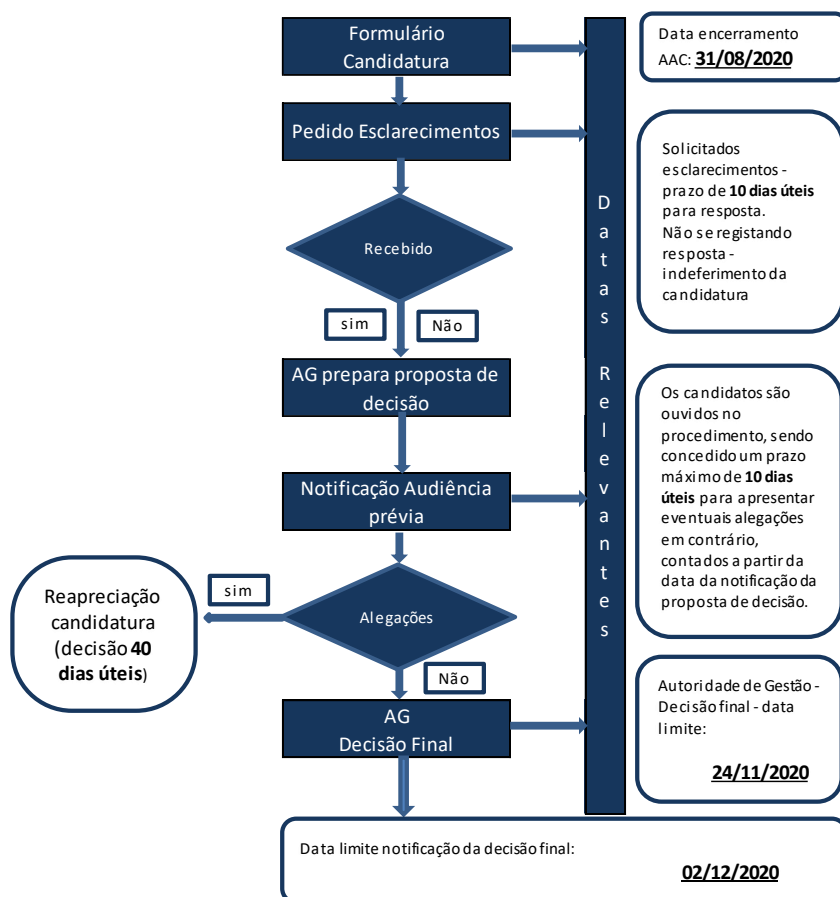 Formulário
Candidatura
Data encerramento
AAC: 31/08/2020
Pedido Esclarecimentos
Solicitados
esclarecimentos -
prazo de 10 dias úteis
para resposta.
Não se registando
resposta -
indeferimento da
candidatura
Recebido
sim
Não
Datas Relevantes
AG prepara proposta de
decisão
Os candidatos são
ouvidos no
procedimento, sendo
concedido um prazo
máximo de 10 dias
úteis para apresentar
eventuais alegações
em contrário,
contados a partir da
data da notificação da
proposta de decisão.
Notificação Audiência
prévia
Alegações
sim
Reapreciação
candidatura
(decisão 40
dias úteis)
Não
AG
Decisão Final
Autoridade de Gestão -
Decisão final - data
limite:
24/11/2020
Data limite notificação da decisão final:
02/12/2020